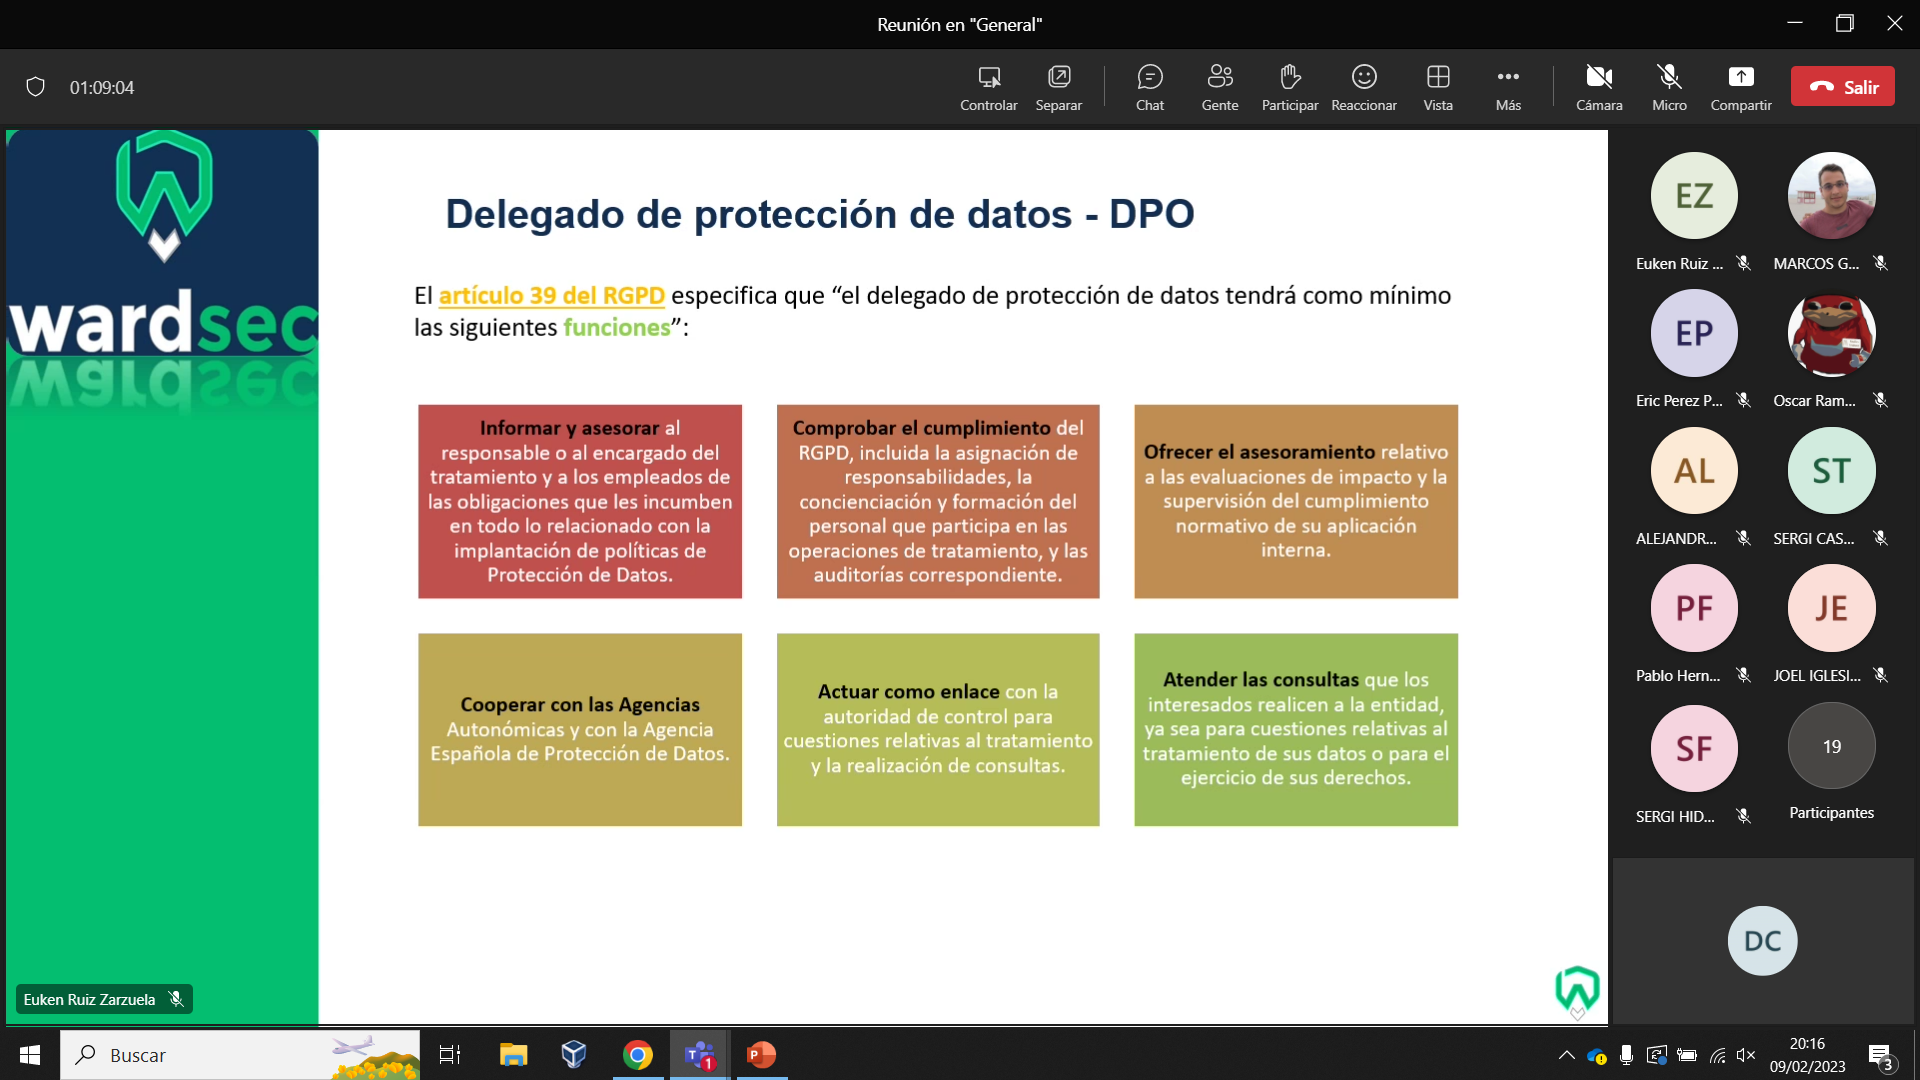 Reunión en "General"
01:09:04
Controlar
Separar
Chat
Gente
Participar
Reaccionar
Vista
Más
Cámara
Micro
Compartir
Salir
wardsec
Delegado de protección de datos - DPO
El artículo 39 del RGPD especifica que “el delegado de protección de datos tendrá como mínimo
las siguientes funciones”:
Informar y asesorar al
responsable o al encargado del
tratamiento y a los empleados de
las obligaciones que les incumben
en todo lo relacionado con la
implantación de políticas de
Protección de Datos.
Comprobar el cumplimiento del
RGPD, incluida la asignación de
responsabilidades, la
concienciación y formación del
personal que participa en las
operaciones de tratamiento, y las
auditorías correspondiente.
Ofrecer el asesoramiento relativo
a las evaluaciones de impacto y la
supervisión del cumplimiento
normativo de su aplicación
interna.
Cooperar con las Agencias
Autonómicas y con la Agencia
Española de Protección de Datos.
Actuar como enlace con la
autoridad de control para
cuestiones relativas al tratamiento
y la realización de consultas.
Atender las consultas que los
interesados realicen a la entidad,
ya sea para cuestiones relativas al
tratamiento de sus datos o para el
ejercicio de sus derechos.
Euken Ruiz Zarzuela
EZ
Euken Ruiz ...
MARCOS G...
EP
Eric Perez P...
Oscar Ram...
AL
ALEJANDR...
ST
SERGI CAS...
PF
Pablo Hern...
JE
JOEL IGLESI...
SF
SERGI HID...
19
Participantes
DC
Buscar
1
20:16
09/02/2023
3